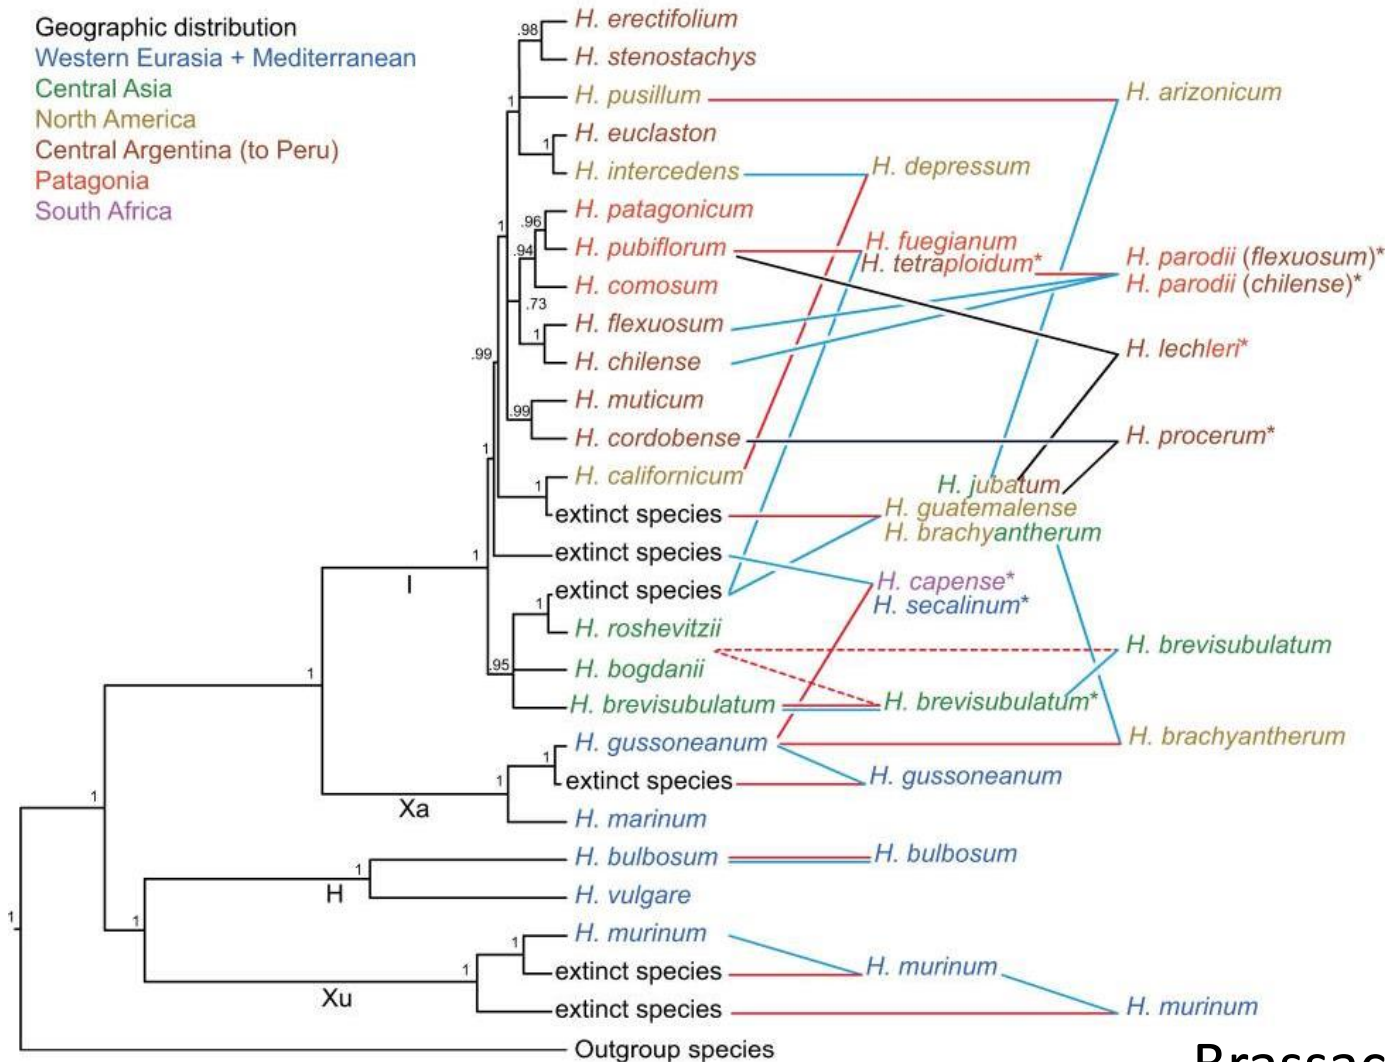 Geographic distribution
Western Eurasia + Mediterranean
Central Asia
North America
Central Argentina (to Peru)
Patagonia
South Africa
H. erectifolium
H. stenostachys
H. pusillum
H. euclaston
H. intercedens
H. patagonicum
H. pubiflorum
H. comosum
H. flexuosum
H. chilense
H. muticum
H. cordobense
H. californicum
extinct species
extinct species
extinct species
H. roshevitzii
H. bogdanii
H. brevisubulatum
H. gussoneanum
extinct species
H. marinum
H. bulbosum
H. vulgare
H. murinum
extinct species
extinct species
Outgroup species
H. depressum
H. fuegianum
H. tetraploidum*
H. jubatum
H. guatemalense
H. brachyantherum
H. capense*
H. secalinum*
H. brevisubulatum*
H. gussoneanum
H. bulbosum
H. murinum
H. arizonicum
H. parodii (flexuosum)*
H. parodii (chilense)*
H. lechleri*
H. procerum*
H. brevisubulatum
H. brachyantherum
H. murinum
.98
1
1
1
.96
.94
.73
1
.99
.99
1
1
1
1
.95
1
1
1
1
1
1
1
1
1
1
I
Xa
H
Xu